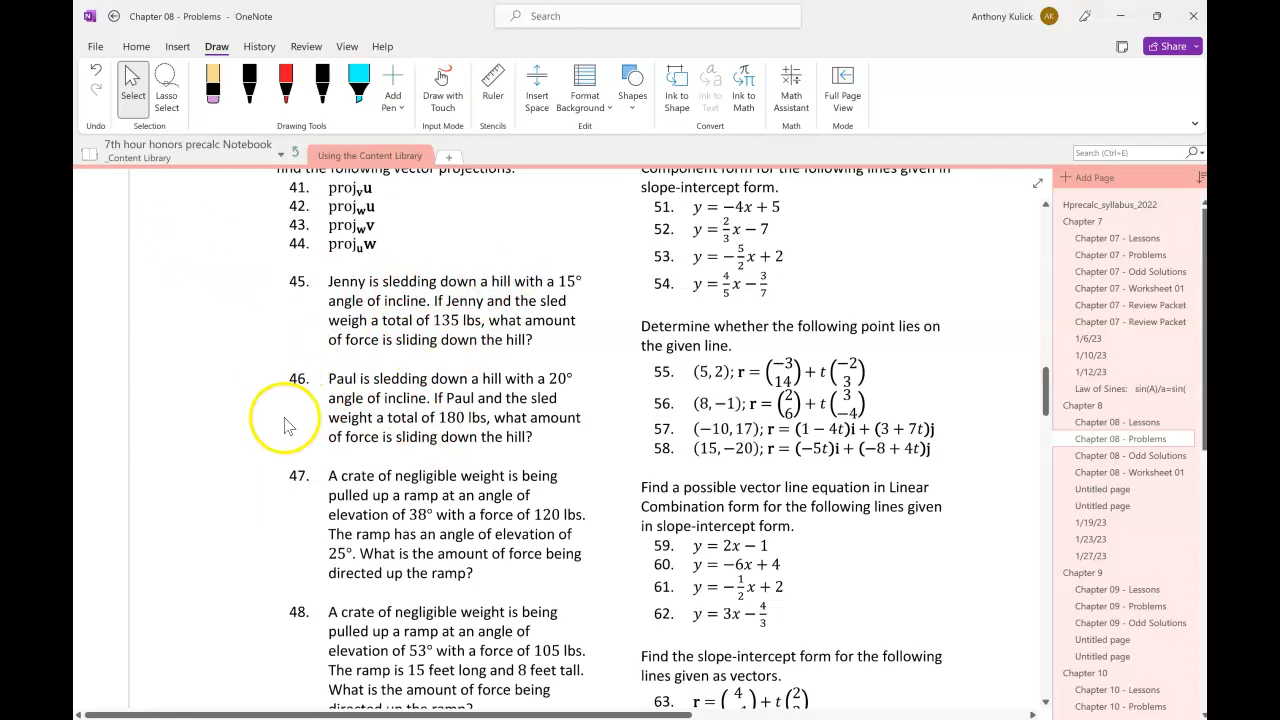 Chapter 08 - Problems - OneNote
Search
Anthony Kulick
AK
File Home Insert Draw History Review View Help
Share
Undo
Select
Lasso Select
Add Pen
Draw with Touch
Ruler
Insert Space
Format Background
Shapes
Ink to Shape
Ink to Text
Ink to Math
Math Assistant
Full Page View
Selection
Drawing Tools
Input Mode
Stencils
Edit
Convert
Math
Mode
7th hour honors precalc Notebook
_Content Library
Using the Content Library
Search (Ctrl+E)
find the following vector projections.
41. proj_v u
42. proj_w u
43. proj_w v
44. proj_u w
45. Jenny is sledding down a hill with a 15°
angle of incline. If Jenny and the sled
weigh a total of 135 lbs, what amount
of force is sliding down the hill?
46. Paul is sledding down a hill with a 20°
angle of incline. If Paul and the sled
weight a total of 180 lbs, what amount
of force is sliding down the hill?
47. A crate of negligible weight is being
pulled up a ramp at an angle of
elevation of 38° with a force of 120 lbs.
The ramp has an angle of elevation of
25°. What is the amount of force being
directed up the ramp?
48. A crate of negligible weight is being
pulled up a ramp at an angle of
elevation of 53° with a force of 105 lbs.
The ramp is 15 feet long and 8 feet tall.
What is the amount of force being
directed up the ramp?
Component form for the following lines given in
slope-intercept form.
51. y = −4x + 5
52. y = 2/3 x − 7
53. y = −5/2 x + 2
54. y = 4/5 x − 3/7
Determine whether the following point lies on
the given line.
55. (5, 2); r = (−3 14) + t (−2 3)
56. (8, −1); r = (2 6) + t (3 −4)
57. (−10, 17); r = (1 − 4t)i + (3 + 7t)j
58. (15, −20); r = (−5t)i + (−8 + 4t)j
Find a possible vector line equation in Linear
Combination form for the following lines given
in slope-intercept form.
59. y = 2x − 1
60. y = −6x + 4
61. y = −1/2 x + 2
62. y = 3x − 4/3
Find the slope-intercept form for the following
lines given as vectors.
Add Page
Hprecalc_syllabus_2022
Chapter 7
Chapter 07 - Lessons
Chapter 07 - Problems
Chapter 07 - Odd Solutions
Chapter 07 - Worksheet 01
Chapter 07 - Review Packet
Chapter 07 - Review Packet
1/6/23
1/10/23
1/12/23
Law of Sines: sin(A)/a=sin(
Chapter 8
Chapter 08 - Lessons
Chapter 08 - Problems
Chapter 08 - Odd Solutions
Chapter 08 - Worksheet 01
Untitled page
Untitled page
1/19/23
1/23/23
1/27/23
Chapter 9
Chapter 09 - Lessons
Chapter 09 - Problems
Chapter 09 - Odd Solutions
Untitled page
Untitled page
Chapter 10
Chapter 10 - Lessons
Chapter 10 - Problems